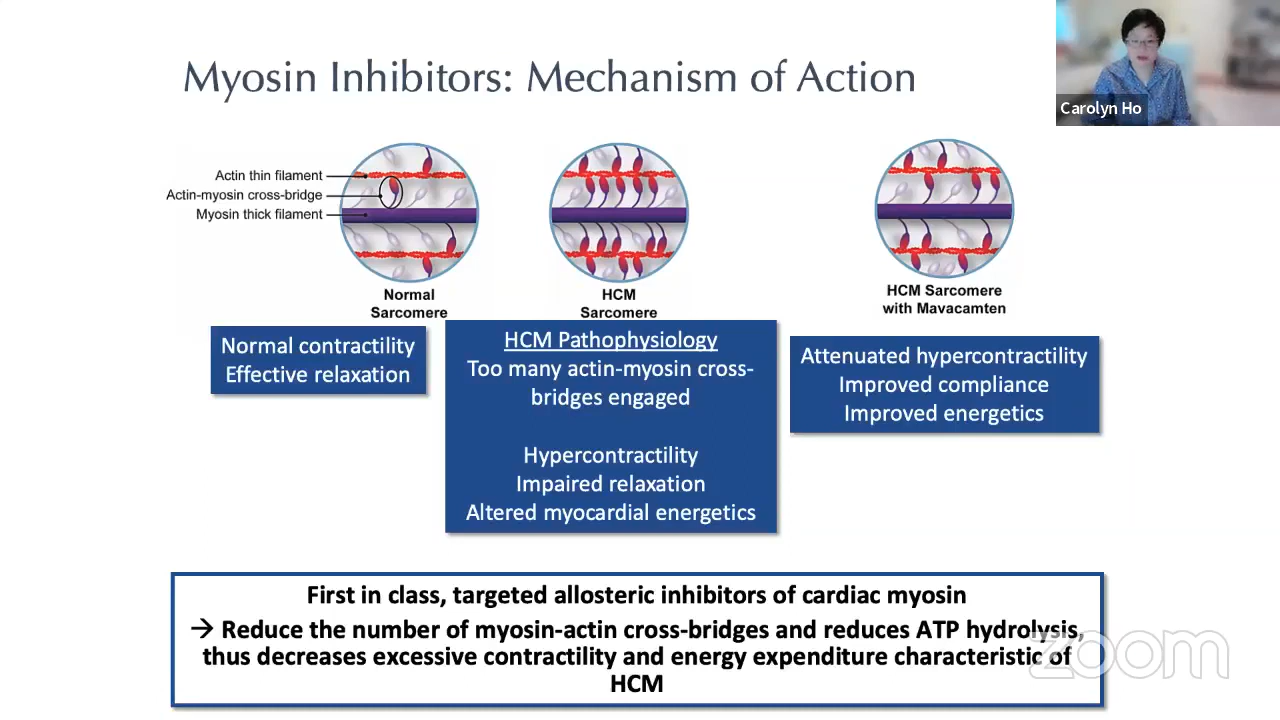 Myosin Inhibitors: Mechanism of Action
Carolyn Ho
Actin thin filament
Actin-myosin cross-bridge
Myosin thick filament
Normal
Sarcomere
HCM
Sarcomere
HCM Sarcomere
with Mavacamten
Normal contractility
Effective relaxation
HCM Pathophysiology
Too many actin-myosin cross-
bridges engaged
Hypercontractility
Impaired relaxation
Altered myocardial energetics
Attenuated hypercontractility
Improved compliance
Improved energetics
First in class, targeted allosteric inhibitors of cardiac myosin
→ Reduce the number of myosin-actin cross-bridges and reduces ATP hydrolysis,
thus decreases excessive contractility and energy expenditure characteristic of
HCM
zoom